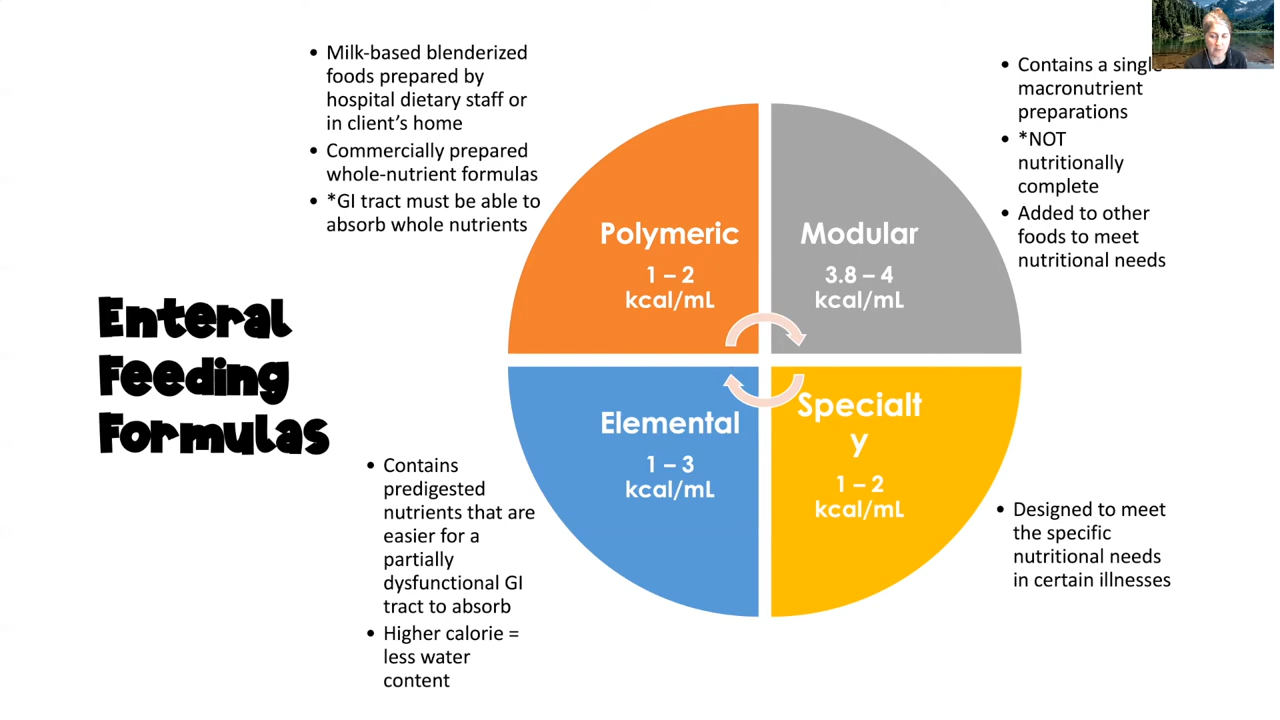 Enteral
Feeding
Formulas
• Milk-based blenderized
foods prepared by
hospital dietary staff or
in client’s home
• Commercially prepared
whole-nutrient formulas
• *GI tract must be able to
absorb whole nutrients
Polymeric
1 – 2
kcal/mL
• Contains a single
macronutrient
preparations
• *NOT
nutritionally
complete
• Added to other
foods to meet
nutritional needs
Modular
3.8 – 4
kcal/mL
Elemental
1 – 3
kcal/mL
• Contains
predigested
nutrients that are
easier for a
partially
dysfunctional GI
tract to absorb
• Higher calorie =
less water
content
Specialt
y
1 – 2
kcal/mL
• Designed to meet
the specific
nutritional needs
in certain illnesses